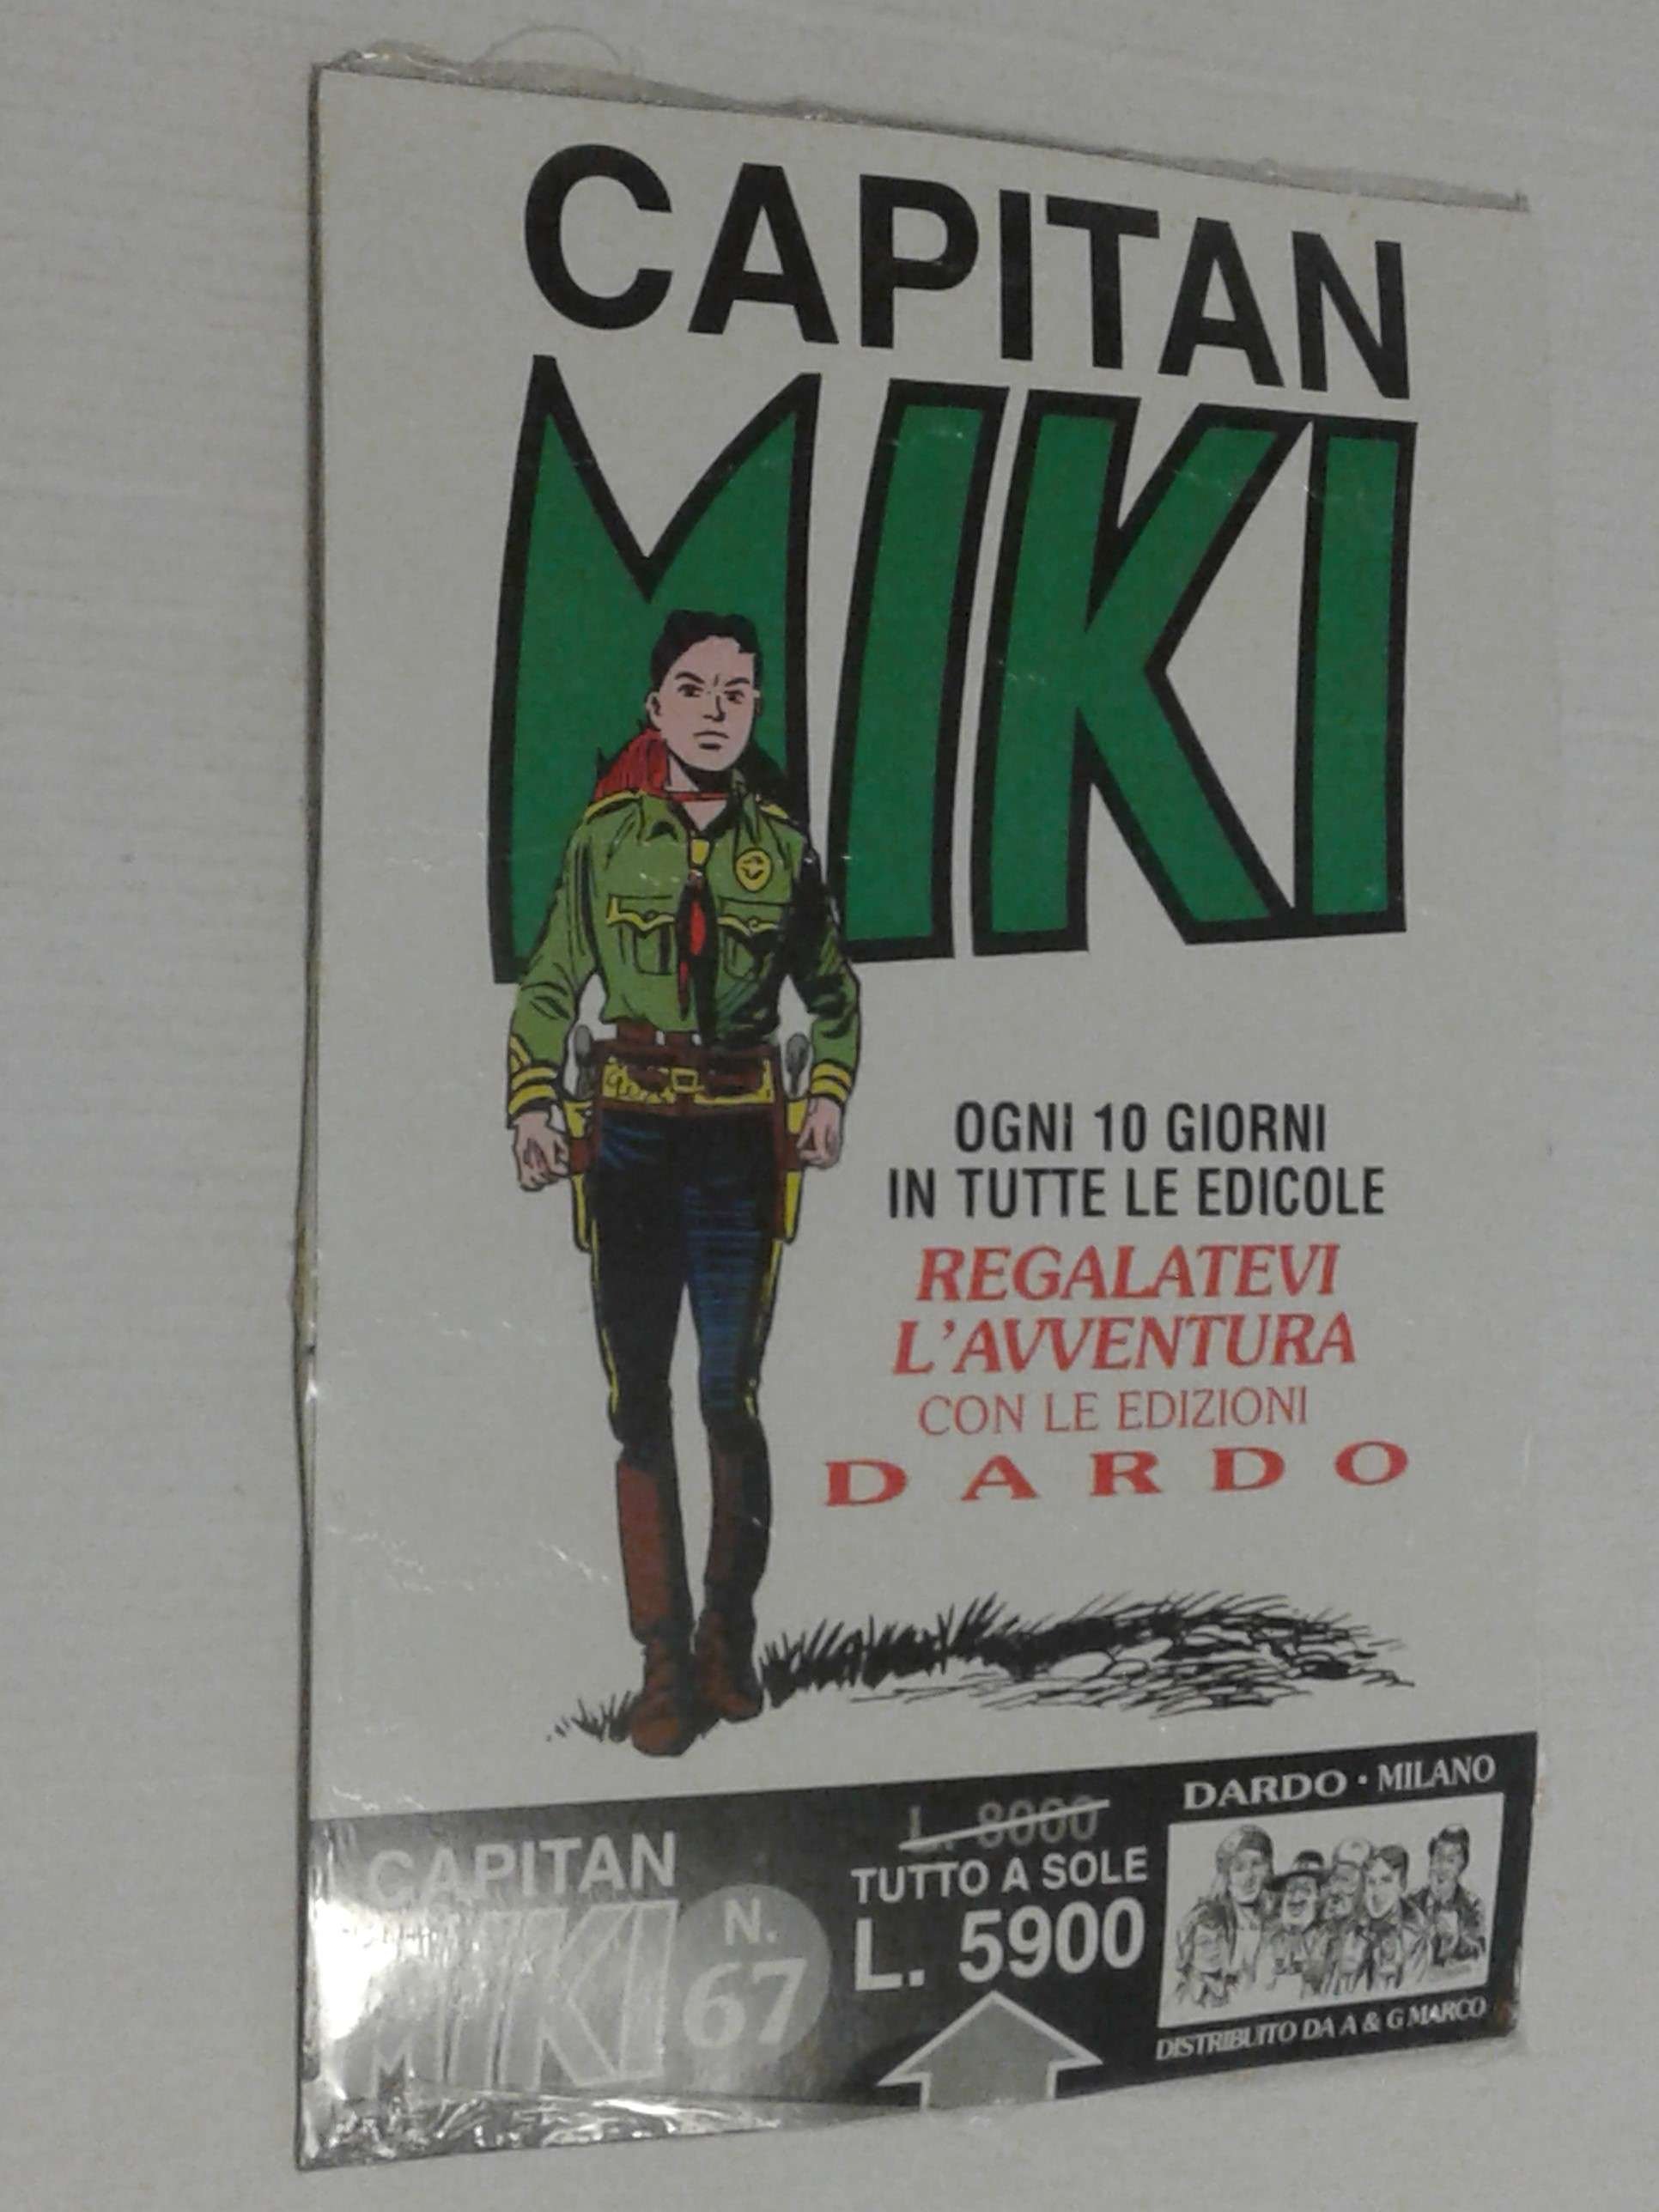 CAPITAN
MIKI
OGNI 10 GIORNI
IN TUTTE LE EDICOLE
REGALATEVI
L'AVVENTURA
CON LE EDIZIONI
DARDO
CAPITAN
MIKI
N.
67
L. 8000
TUTTO A SOLE
L. 5900
DARDO • MILANO
DISTRIBUITO DA A & G MARCO